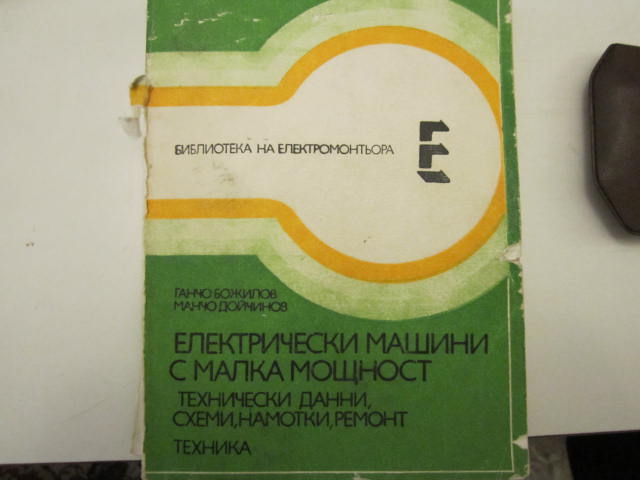 БИБЛИОТЕКА НА ЕЛЕКТРОМОНТЬОРА
ГАНЧО БОЖИЛОВ
МАНЧО ДОЙЧИНОВ
ЕЛЕКТРИЧЕСКИ МАШИНИ
С МАЛКА МОЩНОСТ
ТЕХНИЧЕСКИ ДАННИ,
СХЕМИ, НАМОТКИ, РЕМОНТ
ТЕХНИКА